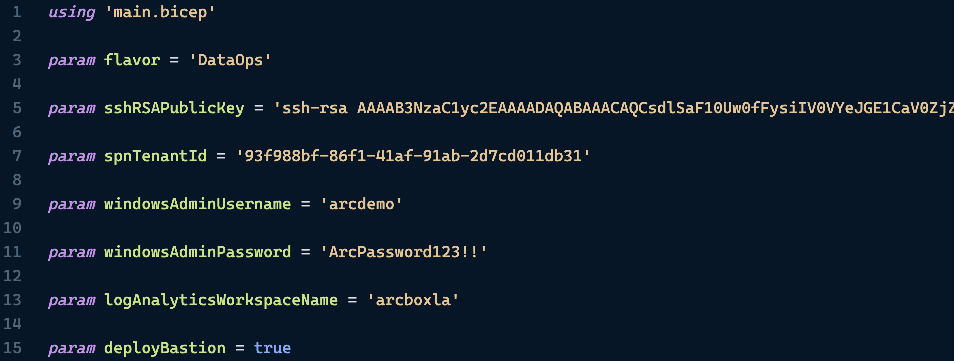 1 using 'main.bicep'
2
3 param flavor = 'DataOps'
4
5 param sshRSAPublicKey = 'ssh-rsa AAAAB3NzaC1yc2EAAAADAQABAAACAQCsdlSaF10Uw0fFysiIV0VYeJGE1CaV0ZjZ
6
7 param spnTenantId = '93f988bf-86f1-41af-91ab-2d7cd011db31'
8
9 param windowsAdminUsername = 'arcdemo'
10
11 param windowsAdminPassword = 'ArcPassword123!!'
12
13 param logAnalyticsWorkspaceName = 'arcboxla'
14
15 param deployBastion = true